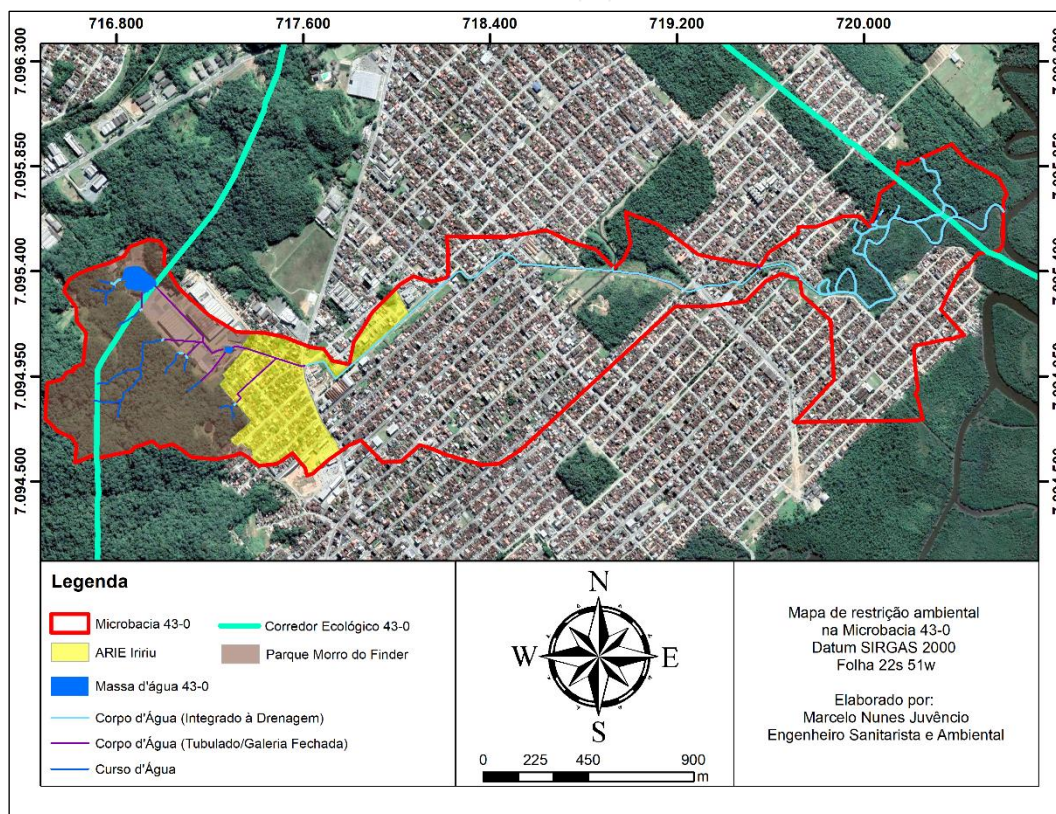 716.800 717.600 718.400 719.200 720.000
7.096.300
7.095.850
7.095.400
7.094.950
7.094.500
Legenda
Microbacia 43-0
Corredor Ecológico 43-0
ARIE Iririu
Parque Morro do Finder
Massa d'água 43-0
Corpo d'Água (Integrado à Drenagem)
Corpo d'Água (Tubulado/Galeria Fechada)
Curso d'Água
N
W
E
S
0 225 450 900
m
Mapa de restrição ambiental
na Microbacia 43-0
Datum SIRGAS 2000
Folha 22s 51w
Elaborado por:
Marcelo Nunes Juvêncio
Engenheiro Sanitarista e Ambiental